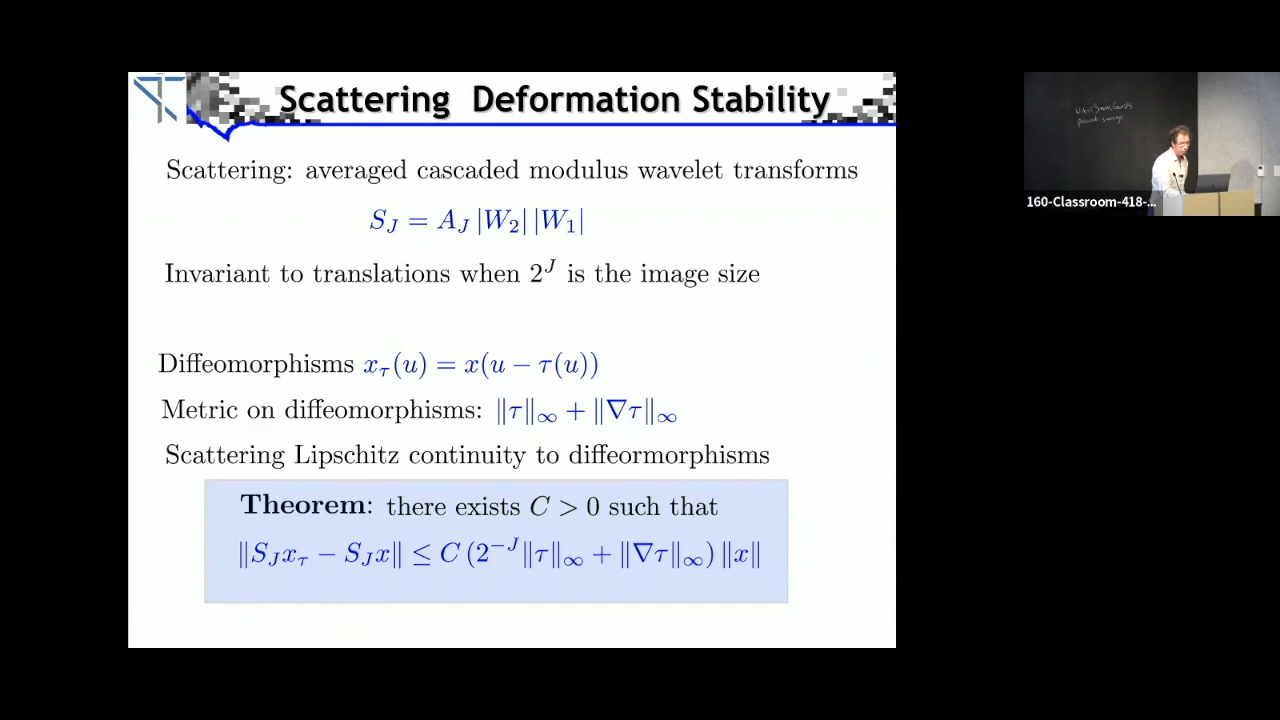 Scattering Deformation Stability
Scattering: averaged cascaded modulus wavelet transforms
S_J = A_J |W_2| |W_1|
Invariant to translations when 2^J is the image size
Diffeomorphisms x_τ(u) = x(u − τ(u))
Metric on diffeomorphisms: ‖τ‖_∞ + ‖∇τ‖_∞
Scattering Lipschitz continuity to diffeormorphisms
Theorem: there exists C > 0 such that
‖S_J x_τ − S_J x‖ ≤ C (2^{−J}‖τ‖_∞ + ‖∇τ‖_∞) ‖x‖
160-Classroom-418-...